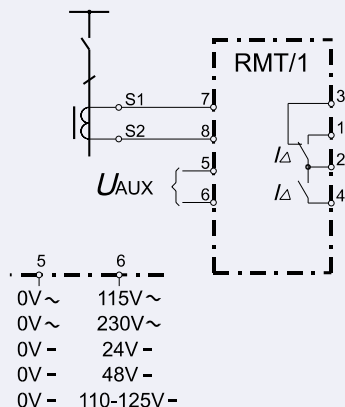 RMT/1
S1 7 3
1
S2 8 IΔ 2
5
UAUX
6 IΔ 4
5 6
0V ~ 115V ~
0V ~ 230V ~
0V - 24V -
0V - 48V -
0V - 110-125V -